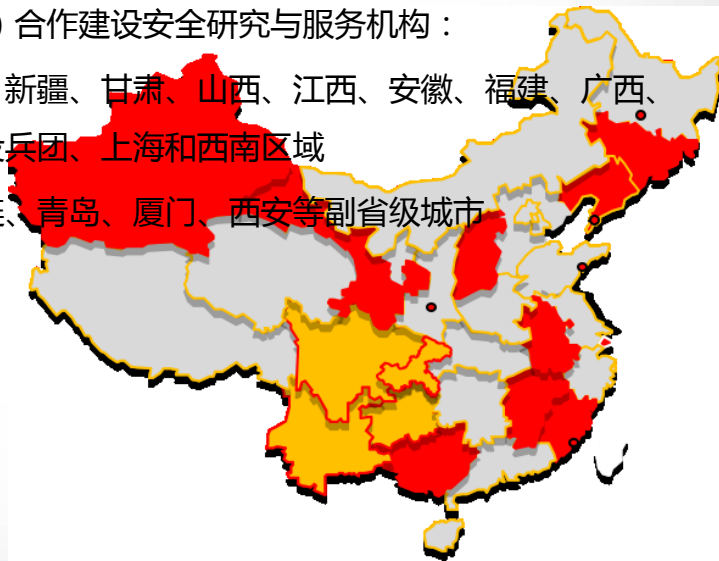 ）合作建设安全研究与服务机构：
新疆、甘肃、山西、江西、安徽、福建、广西、
兵团、上海和西南区域
、青岛、厦门、西安等副省级城市